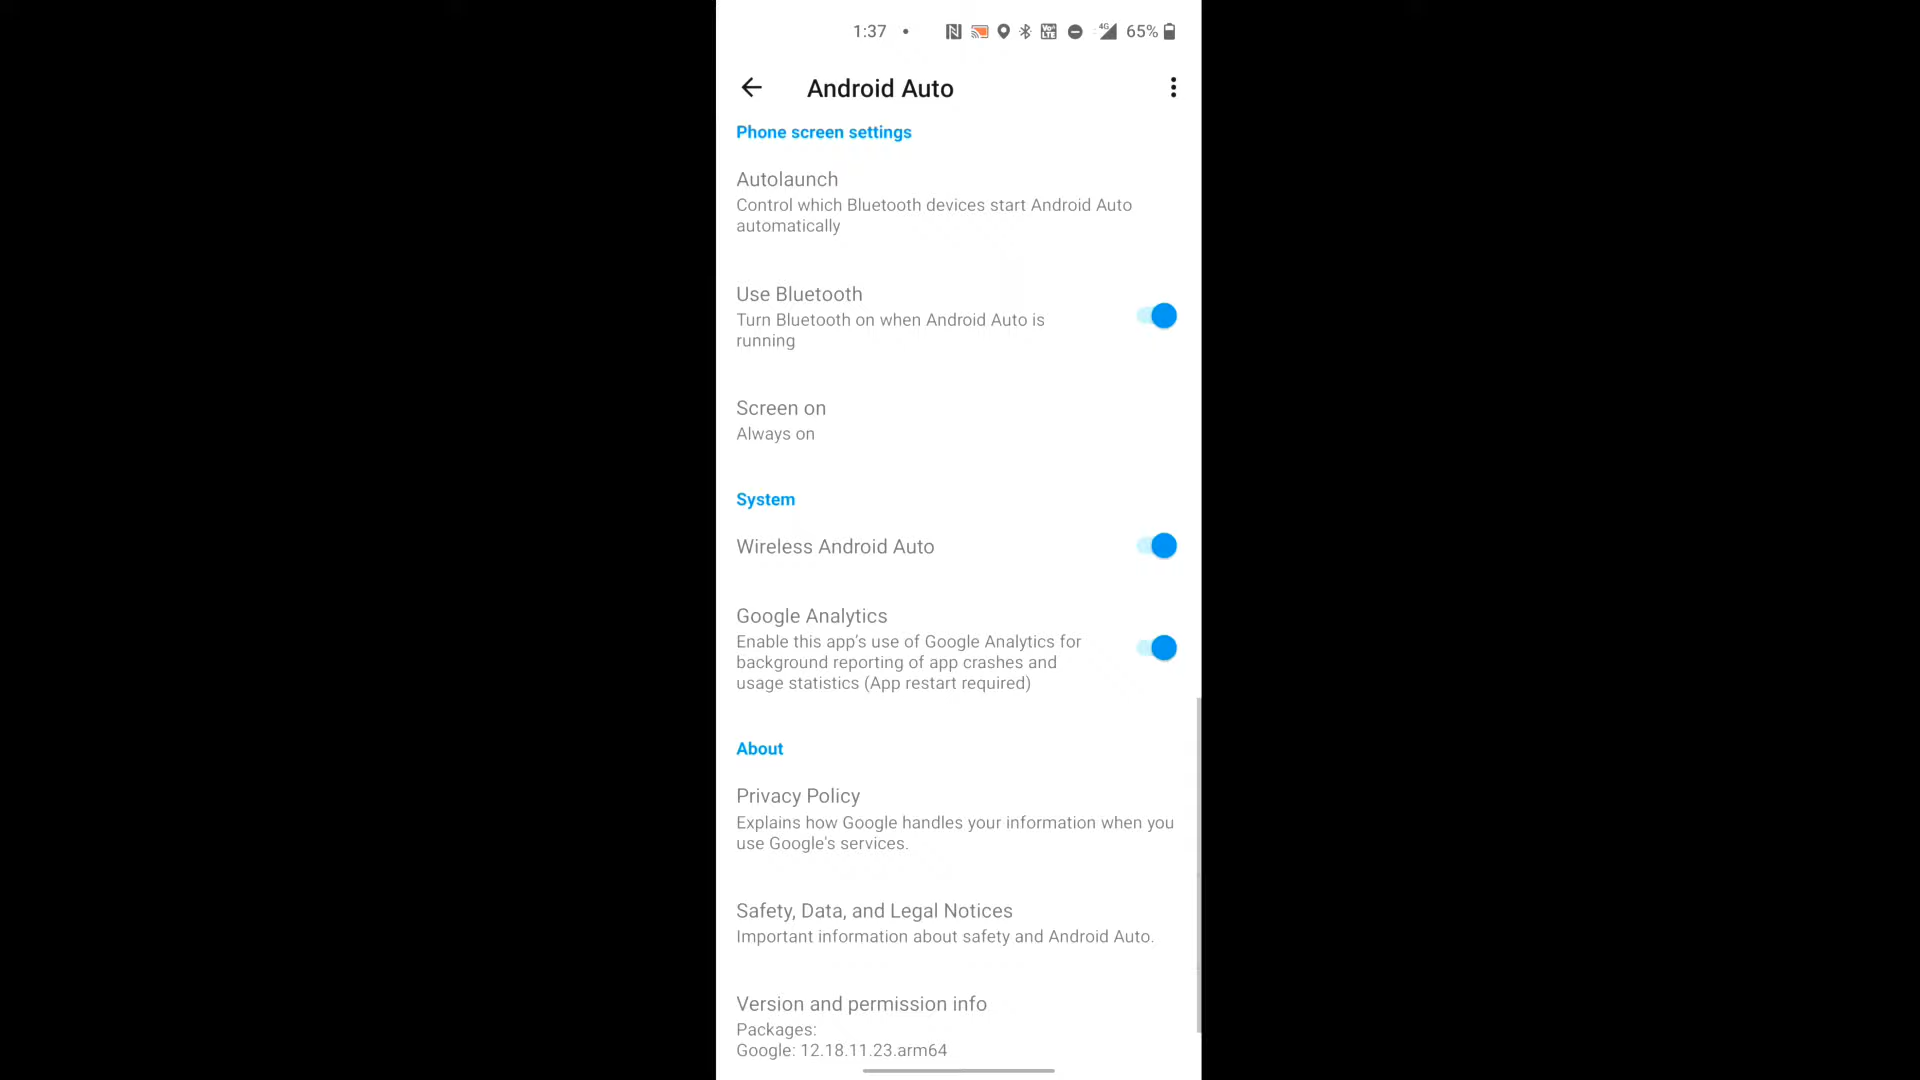 1:37 • 4G 65%
Android Auto
Phone screen settings
Autolaunch
Control which Bluetooth devices start Android Auto
automatically
Use Bluetooth
Turn Bluetooth on when Android Auto is
running
Screen on
Always on
System
Wireless Android Auto
Google Analytics
Enable this app's use of Google Analytics for
background reporting of app crashes and
usage statistics (App restart required)
About
Privacy Policy
Explains how Google handles your information when you
use Google's services.
Safety, Data, and Legal Notices
Important information about safety and Android Auto.
Version and permission info
Packages:
Google: 12.18.11.23.arm64